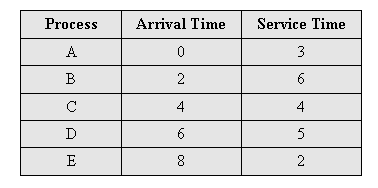 Process Arrival Time Service Time
A 0 3
B 2 6
C 4 4
D 6 5
E 8 2